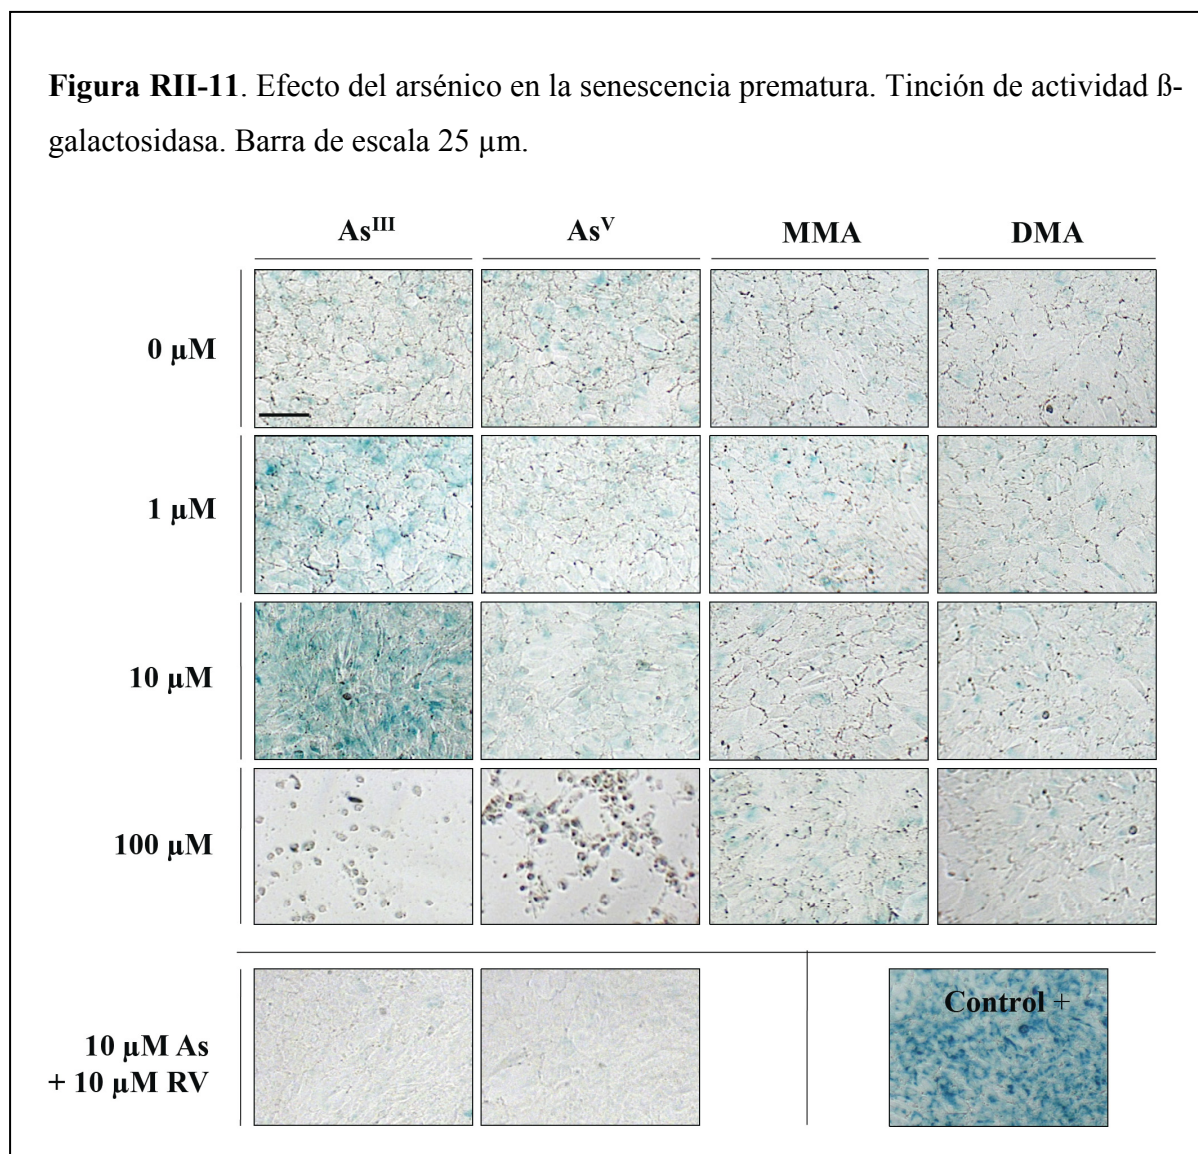 Figura RII-11. Efecto del arsénico en la senescencia prematura. Tinción de actividad ß-
galactosidasa. Barra de escala 25 µm.
As^III As^V MMA DMA
0 µM
1 µM
10 µM
100 µM
10 µM As
+ 10 µM RV
Control +